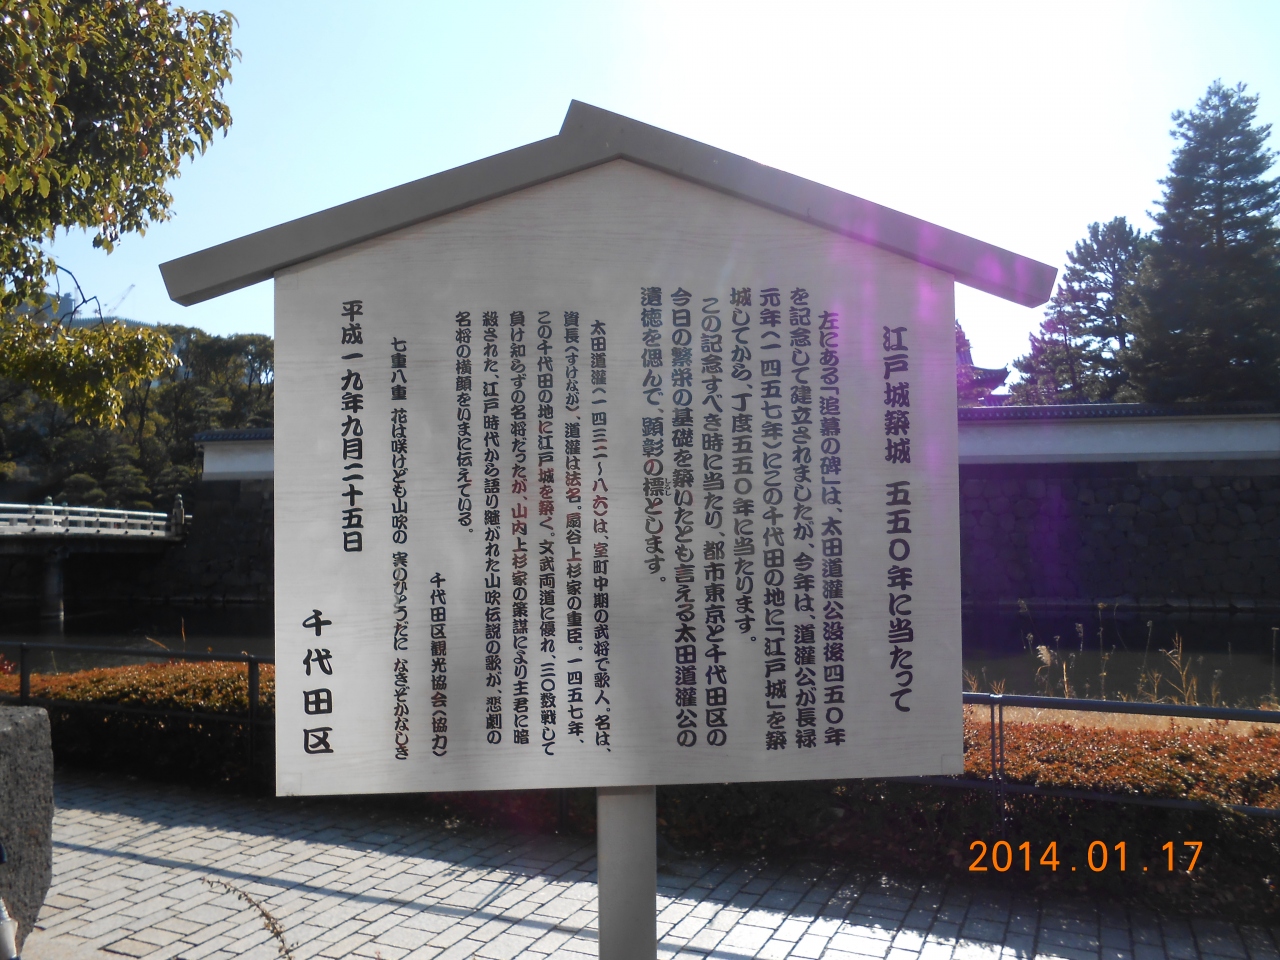 江戸城築城 五五〇年に当たって
左にある「追慕の碑」は、太田道灌公没後四五〇年
を記念して建立されましたが、今年は、道灌公が長禄
元年(一四五七年)にこの千代田の地に「江戸城」を築
城してから、丁度五五〇年に当たります。
この記念すべき時に当たり、都市東京と千代田区の
今日の繁栄の基礎を築いたとも言える太田道灌公の
遺徳を偲んで、顕彰の標とします。
しるし
太田道灌(一四三二〜八六)は、室町中期の武将で歌人。名は、
資長(すけなが)、道灌は法名。扇谷上杉家の重臣。一四五七年、
この千代田の地に江戸城を築く。文武両道に優れ、三〇数戦して
負け知らずの名将だったが、山内上杉家の策謀により主君に暗
殺された。江戸時代から語り継がれた山吹伝説の歌が、悲劇の
名将の横顔をいまに伝えている。
千代田区観光協会(協力)
七重八重 花は咲けども山吹の 実のひとつだに なきぞかなしき
平成一九年九月二十五日
千代田区
2014.01.17